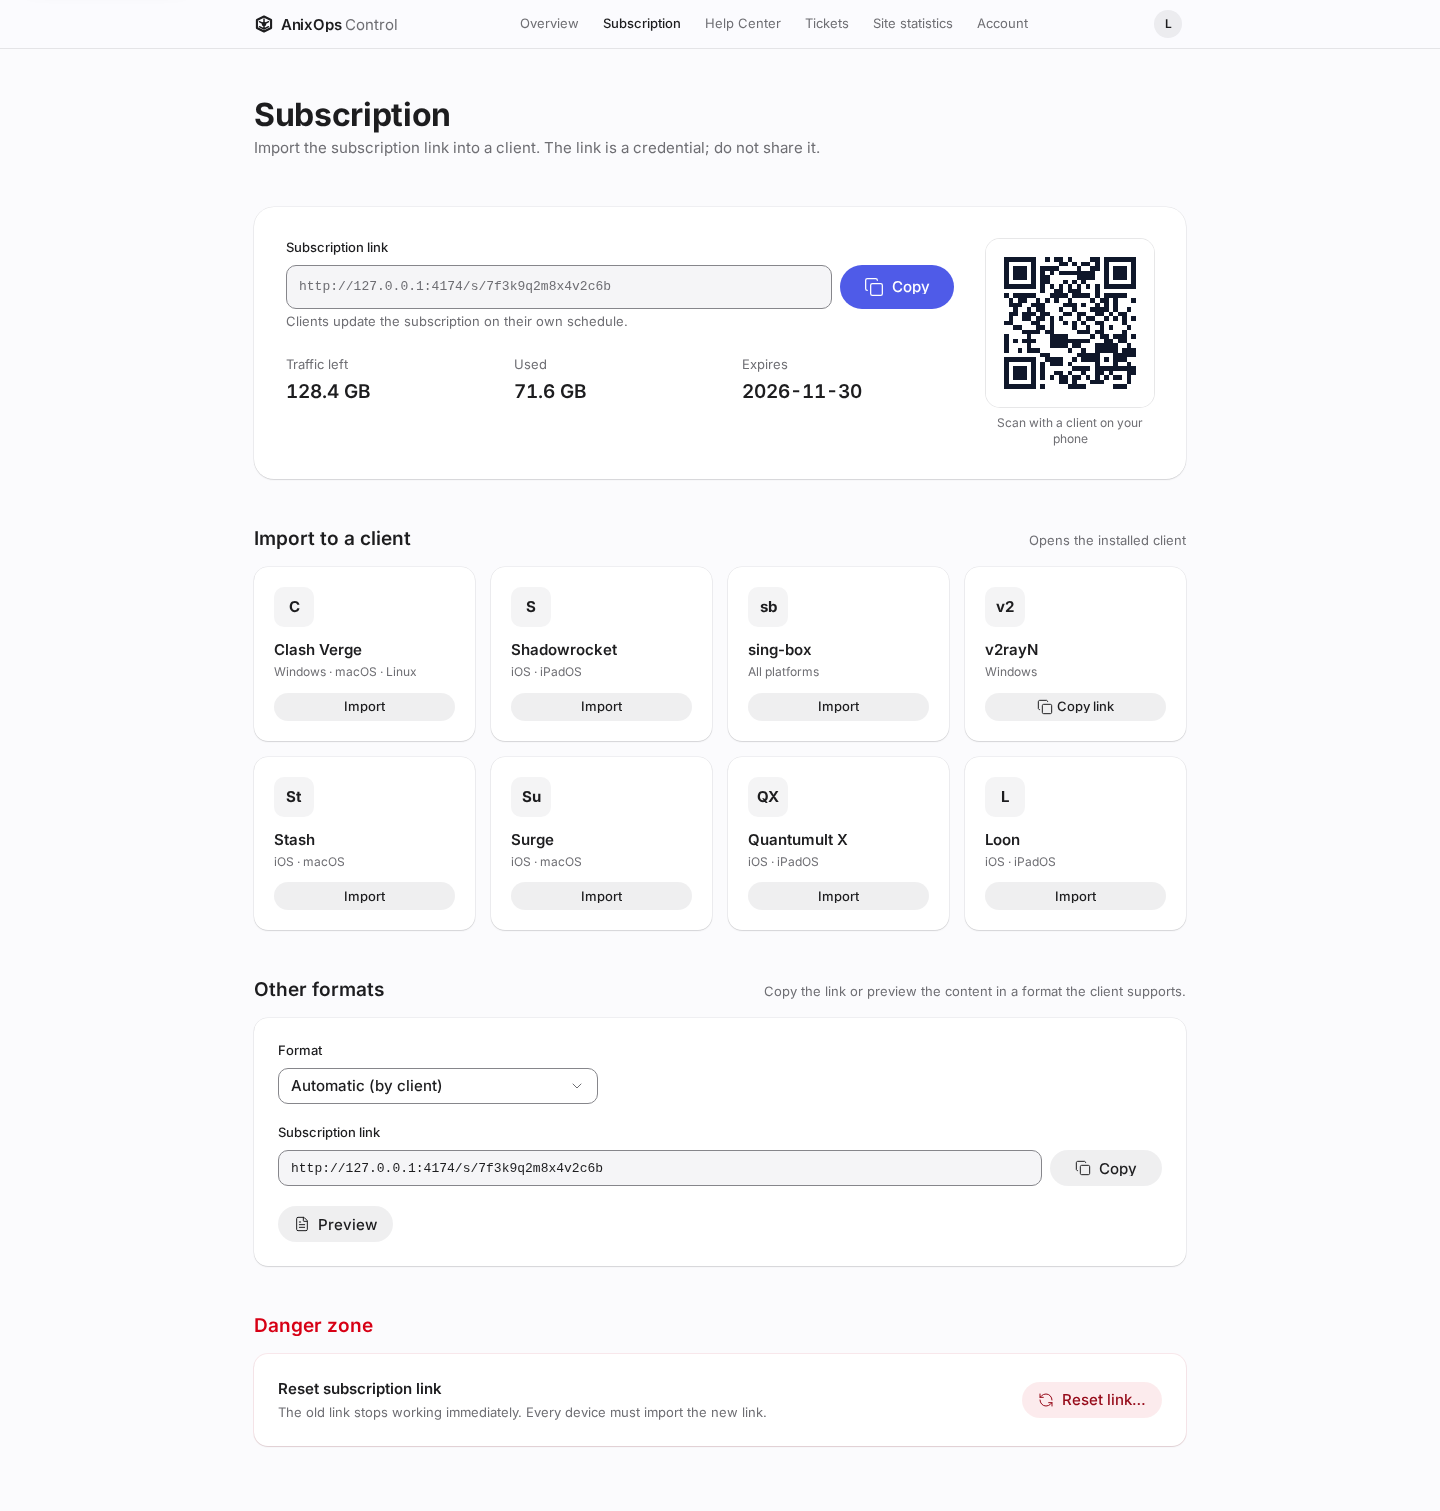 AnixOps Control
Overview
Subscription
Help Center
Tickets
Site statistics
Account
L
Subscription
Import the subscription link into a client. The link is a credential; do not share it.
Subscription link
http://127.0.0.1:4174/s/7f3k9q2m8x4v2c6b
Copy
Clients update the subscription on their own schedule.
Traffic left
128.4 GB
Used
71.6 GB
Expires
2026-11-30
Scan with a client on your
phone
Import to a client
Opens the installed client
C
Clash Verge
Windows · macOS · Linux
Import
S
Shadowrocket
iOS · iPadOS
Import
sb
sing-box
All platforms
Import
v2
v2rayN
Windows
Copy link
St
Stash
iOS · macOS
Import
Su
Surge
iOS · macOS
Import
QX
Quantumult X
iOS · iPadOS
Import
L
Loon
iOS · iPadOS
Import
Other formats
Copy the link or preview the content in a format the client supports.
Format
Automatic (by client)
Subscription link
http://127.0.0.1:4174/s/7f3k9q2m8x4v2c6b
Copy
Preview
Danger zone
Reset subscription link
The old link stops working immediately. Every device must import the new link.
Reset link...